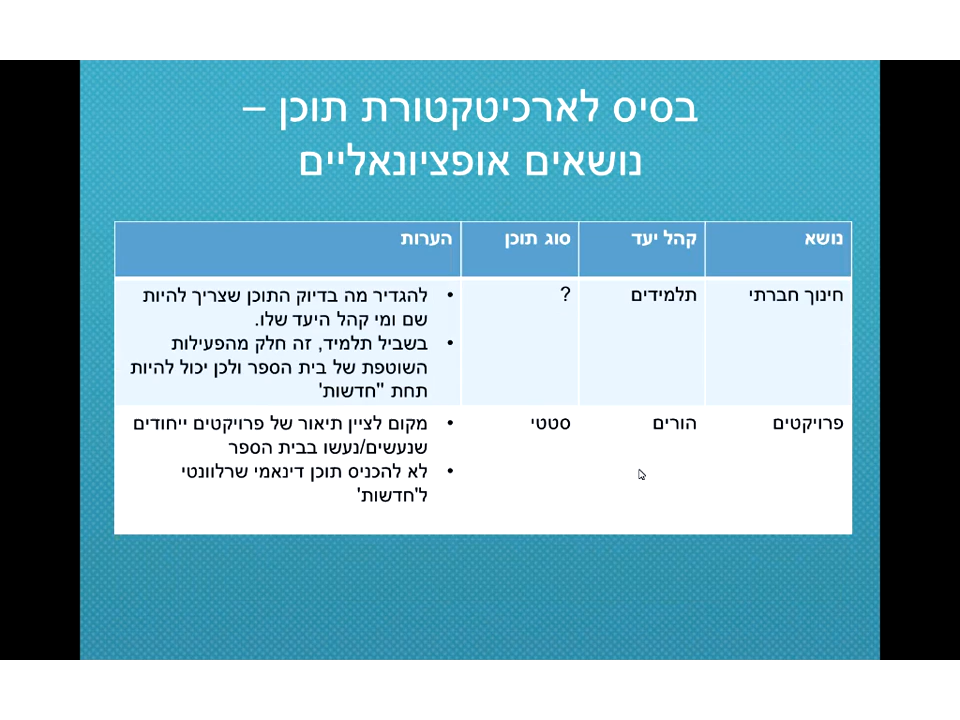 בסיס לארכיטקטורת תוכן –
נושאים אופציונאליים
נושא קהל יעד סוג תוכן הערות
חינוך חברתי תלמידים ? • להגדיר מה בדיוק התוכן שצריך להיות
שם ומי קהל היעד שלו.
• בשביל תלמיד, זה חלק מהפעילות
השוטפת של בית הספר ולכן יכול להיות
תחת "חדשות'
פרויקטים הורים סטטי • מקום לציין תיאור של פרויקטים ייחודים
שנעשים/נעשו בבית הספר
• לא להכניס תוכן דינאמי שרלוונטי
ל'חדשות'